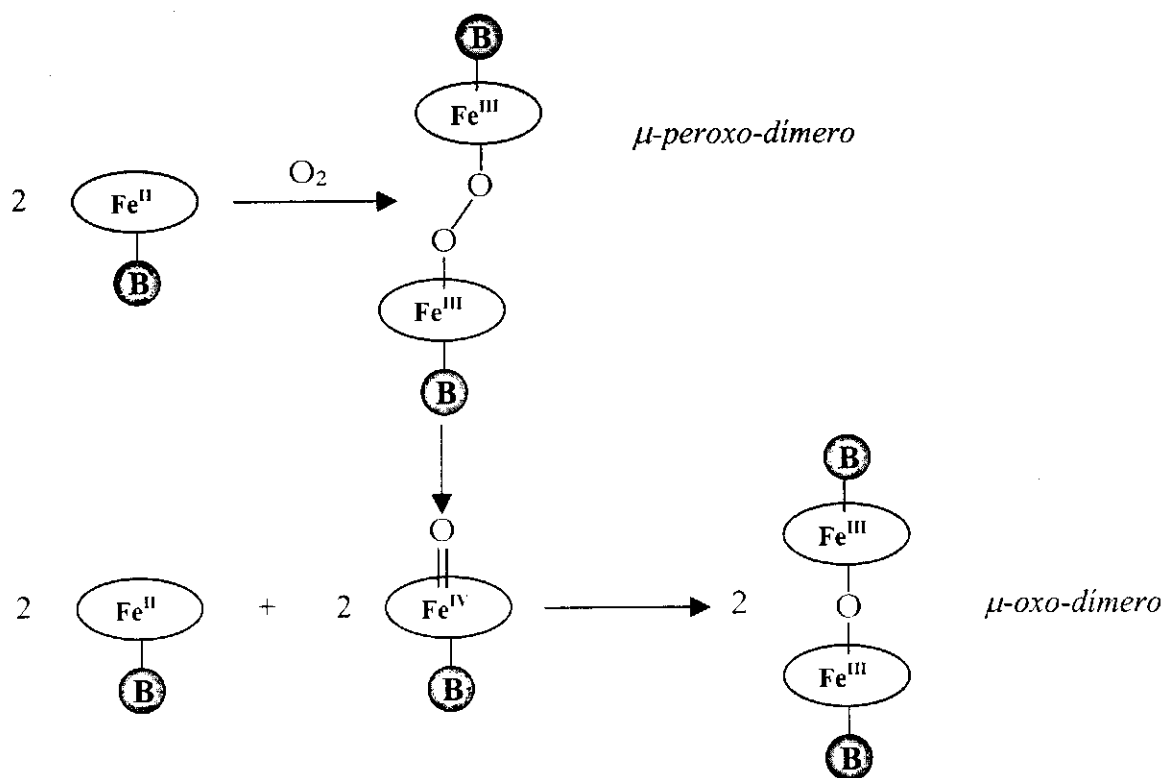 B
Fe^III
μ-peroxo-dímero
O
O₂
2 Fe^II
O
B
Fe^III
B
B
O
Fe^III
2 Fe^II + 2 Fe^IV 2 O μ-oxo-dímero
B B Fe^III
B